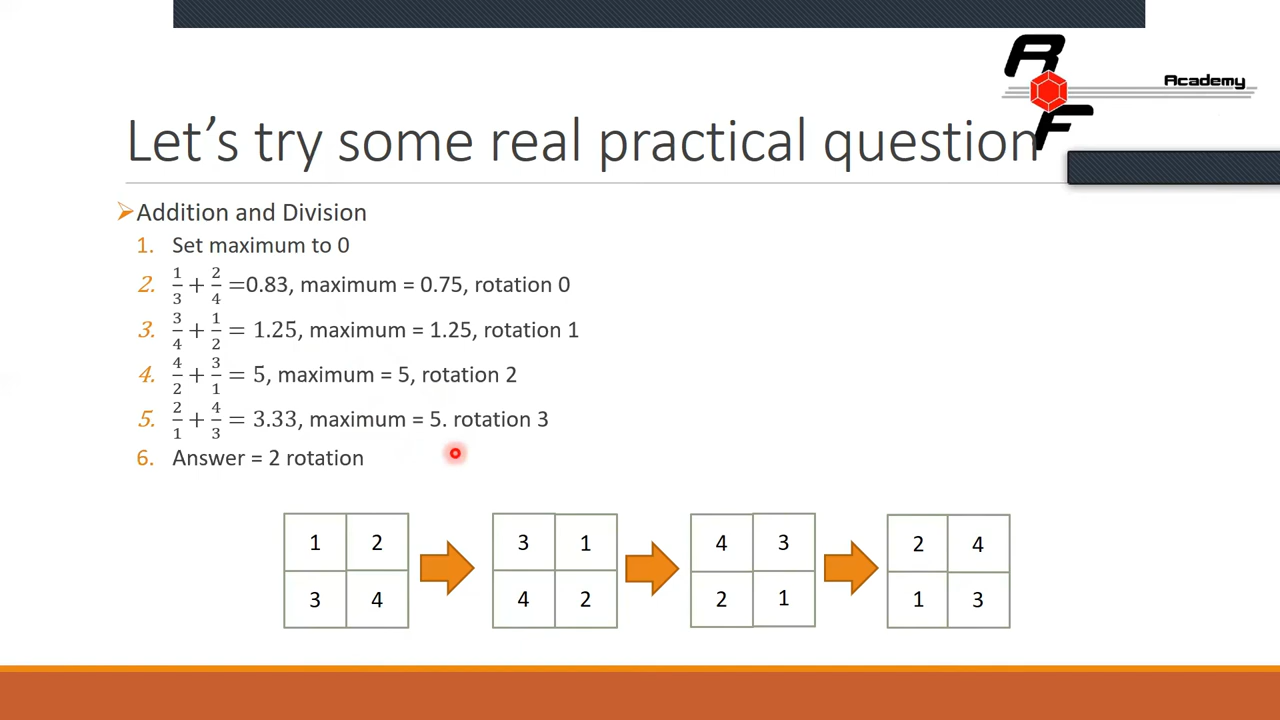 R F Academy
Let's try some real practical question
Addition and Division
1. Set maximum to 0
2. 1/3 + 2/4 =0.83, maximum = 0.75, rotation 0
3. 3/4 + 1/2 = 1.25, maximum = 1.25, rotation 1
4. 4/2 + 3/1 = 5, maximum = 5, rotation 2
5. 2/1 + 4/3 = 3.33, maximum = 5. rotation 3
6. Answer = 2 rotation
1 2 3 1 4 3 2 4
3 4 4 2 2 1 1 3